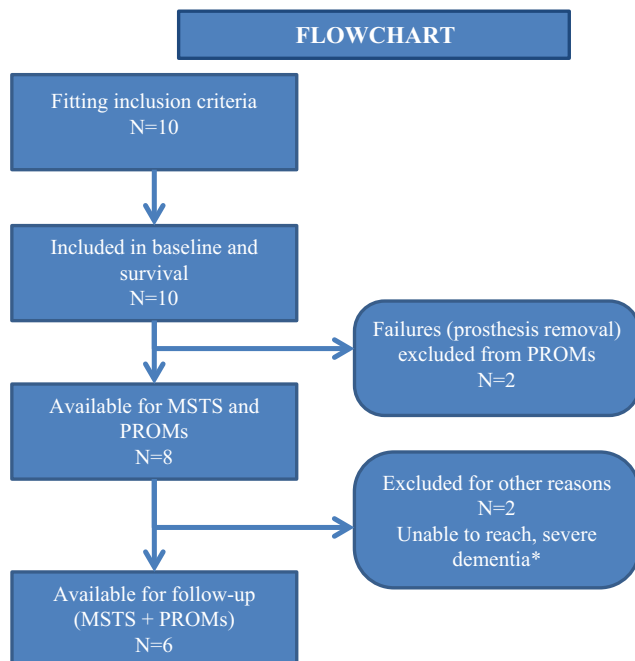 FLOWCHART
Fitting inclusion criteria
N=10
Included in baseline and
survival
N=10
Failures (prosthesis removal)
excluded from PROMs
N=2
Available for MSTS and
PROMs
N=8
Excluded for other reasons
N=2
Unable to reach, severe
dementia*
Available for follow-up
(MSTS + PROMs)
N=6